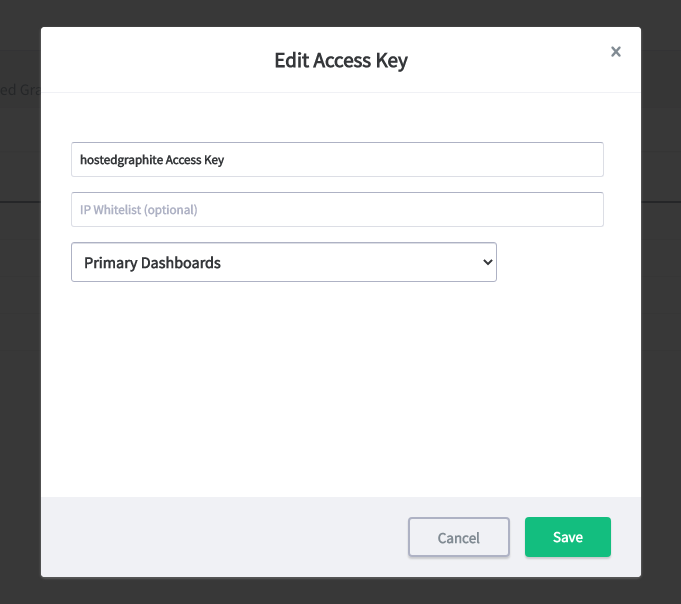 Edit Access Key
x
ed Gra
hostedgraphite Access Key
IP Whitelist (optional)
Primary Dashboards
Cancel
Save